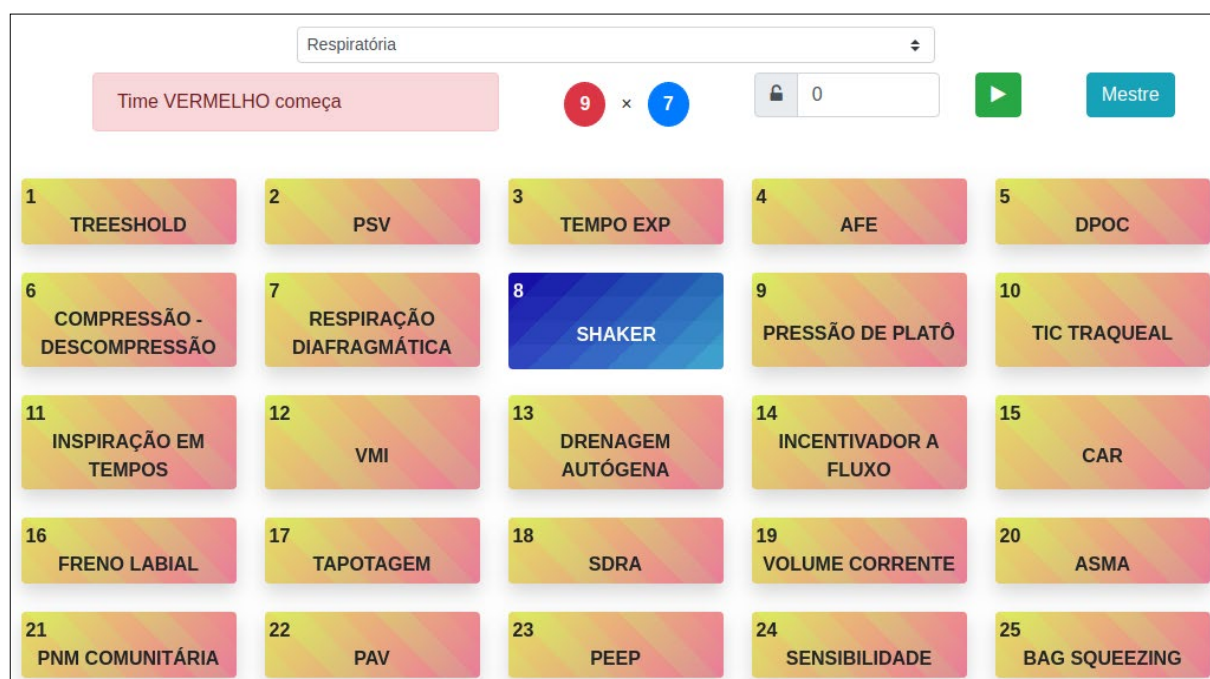 Respiratória
Time VERMELHO começa
9 × 7
0
Mestre
1
TREESHOLD
2
PSV
3
TEMPO EXP
4
AFE
5
DPOC
6
COMPRESSÃO -
DESCOMPRESSÃO
7
RESPIRAÇÃO
DIAFRAGMÁTICA
8
SHAKER
9
PRESSÃO DE PLATÔ
10
TIC TRAQUEAL
11
INSPIRAÇÃO EM
TEMPOS
12
VMI
13
DRENAGEM
AUTÓGENA
14
INCENTIVADOR A
FLUXO
15
CAR
16
FRENO LABIAL
17
TAPOTAGEM
18
SDRA
19
VOLUME CORRENTE
20
ASMA
21
PNM COMUNITÁRIA
22
PAV
23
PEEP
24
SENSIBILIDADE
25
BAG SQUEEZING